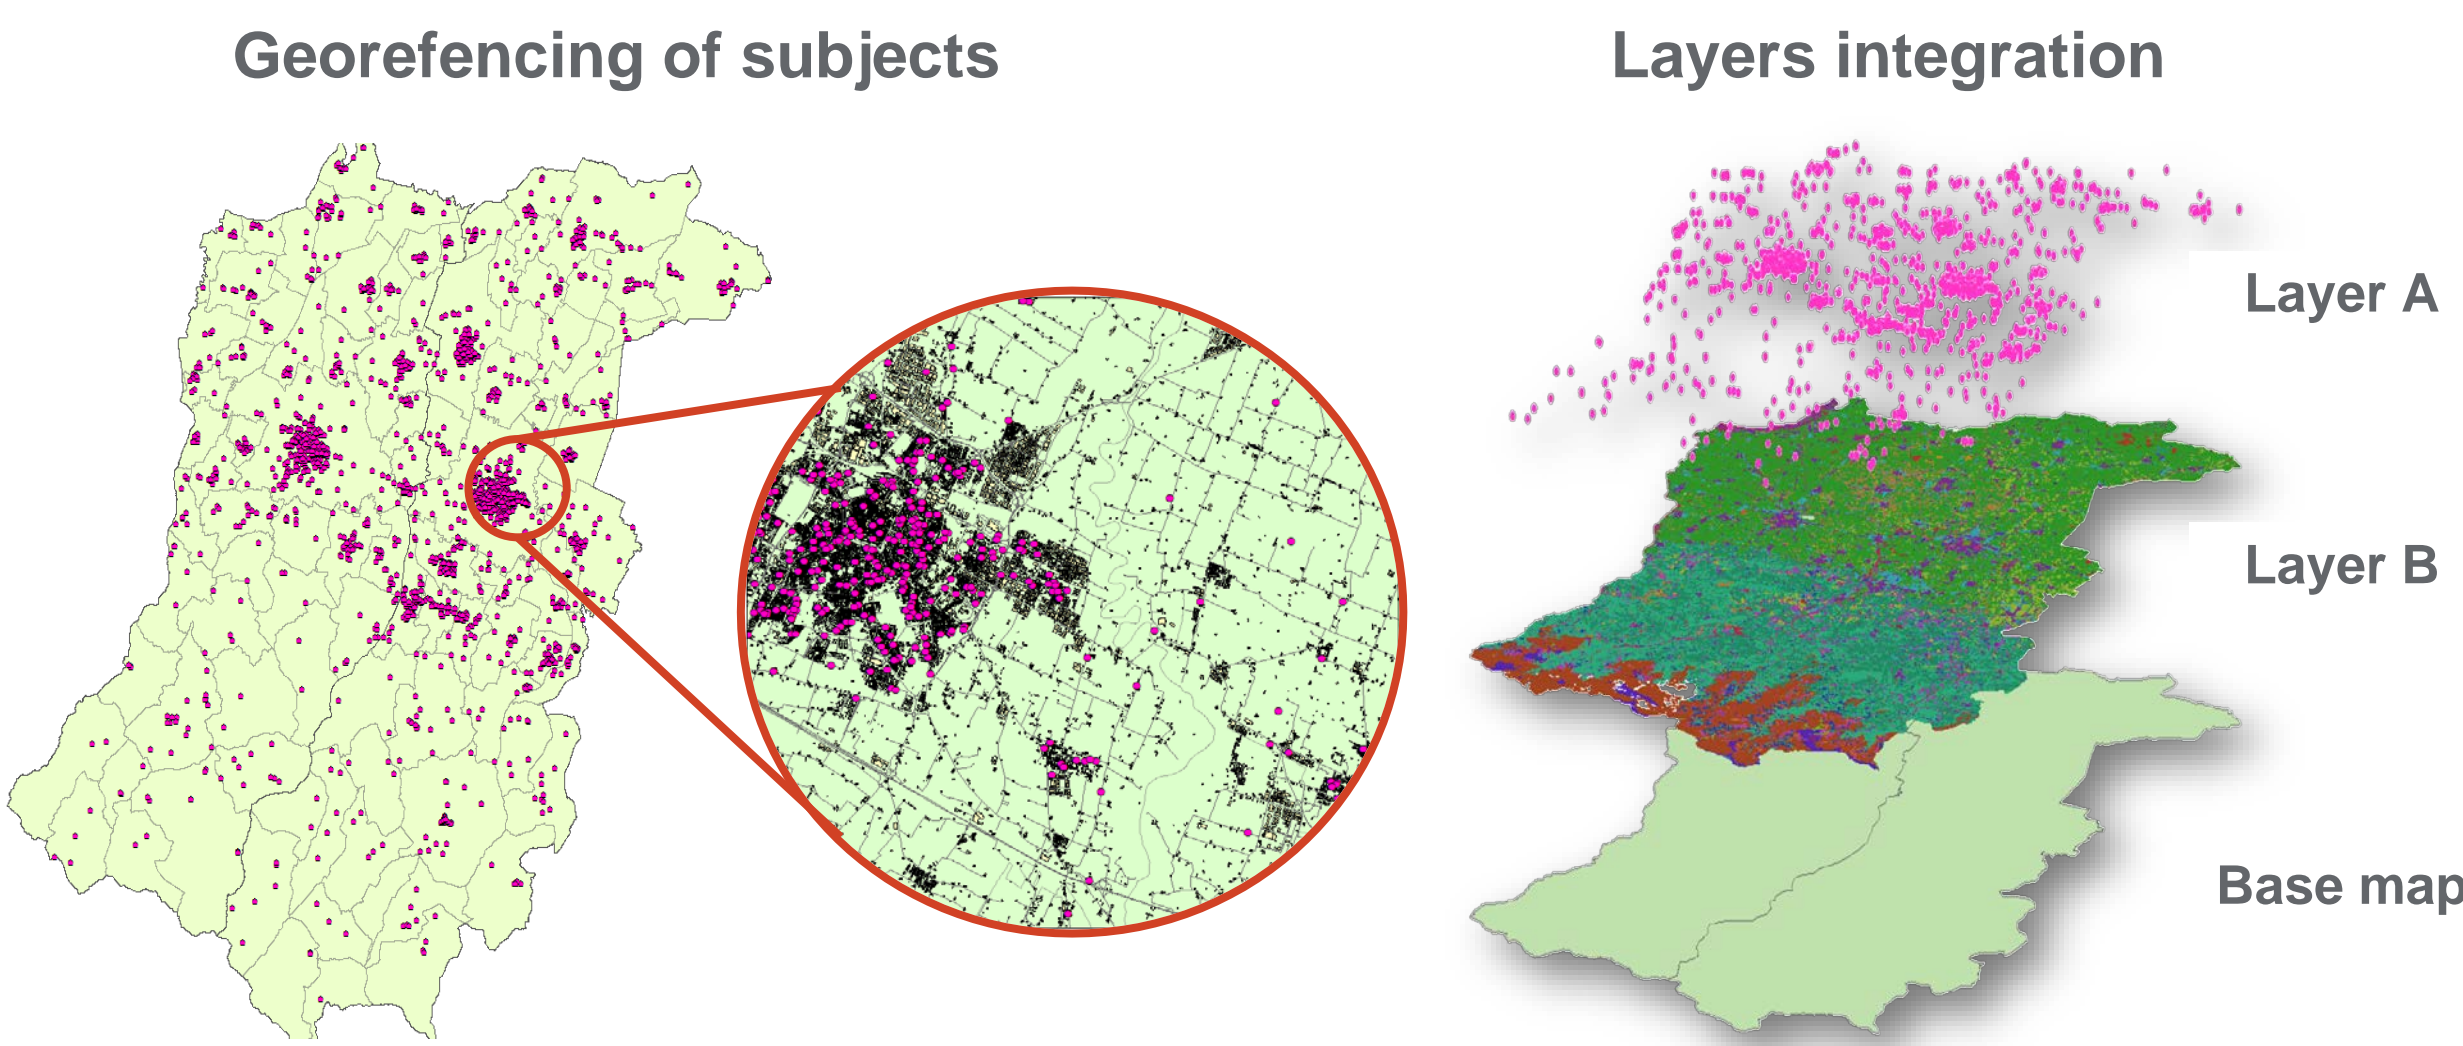 Georefencing of subjects
Layers integration
Layer A
Layer B
Base map